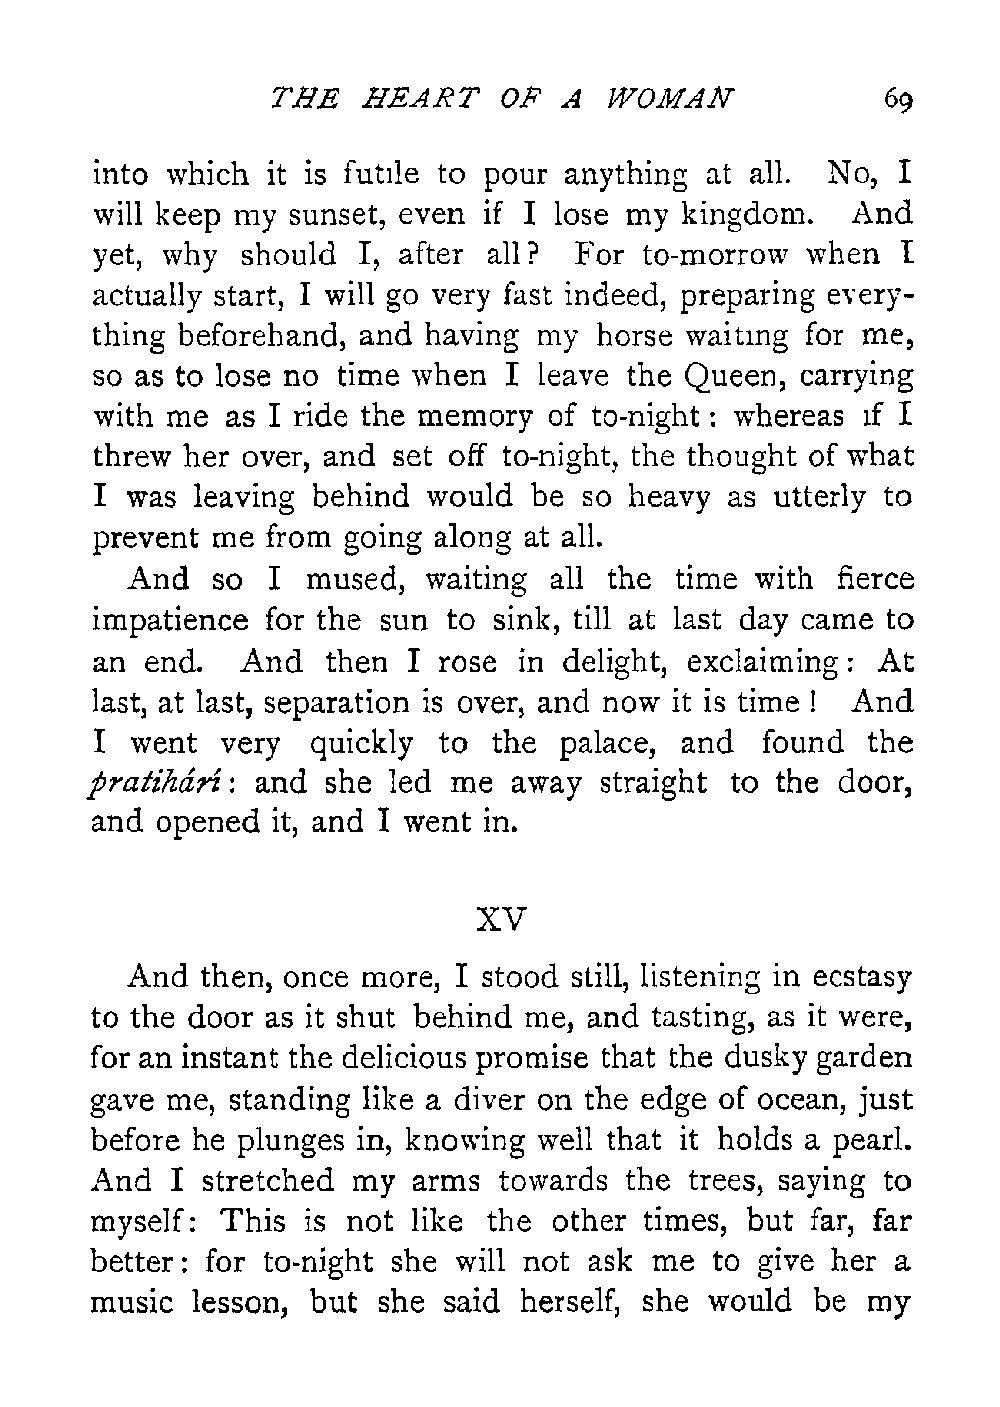 THE HEART OF A WOMAN 69
into which it is futile to pour anything at all. No, I
will keep my sunset, even if I lose my kingdom. And
yet, why should I, after all? For to-morrow when I
actually start, I will go very fast indeed, preparing every-
thing beforehand, and having my horse waiting for me,
so as to lose no time when I leave the Queen, carrying
with me as I ride the memory of to-night: whereas if I
threw her over, and set off to-night, the thought of what
I was leaving behind would be so heavy as utterly to
prevent me from going along at all.
And so I mused, waiting all the time with fierce
impatience for the sun to sink, till at last day came to
an end. And then I rose in delight, exclaiming: At
last, at last, separation is over, and now it is time! And
I went very quickly to the palace, and found the
pratihárí: and she led me away straight to the door,
and opened it, and I went in.
XV
And then, once more, I stood still, listening in ecstasy
to the door as it shut behind me, and tasting, as it were,
for an instant the delicious promise that the dusky garden
gave me, standing like a diver on the edge of ocean, just
before he plunges in, knowing well that it holds a pearl.
And I stretched my arms towards the trees, saying to
myself: This is not like the other times, but far, far
better: for to-night she will not ask me to give her a
music lesson, but she said herself, she would be my